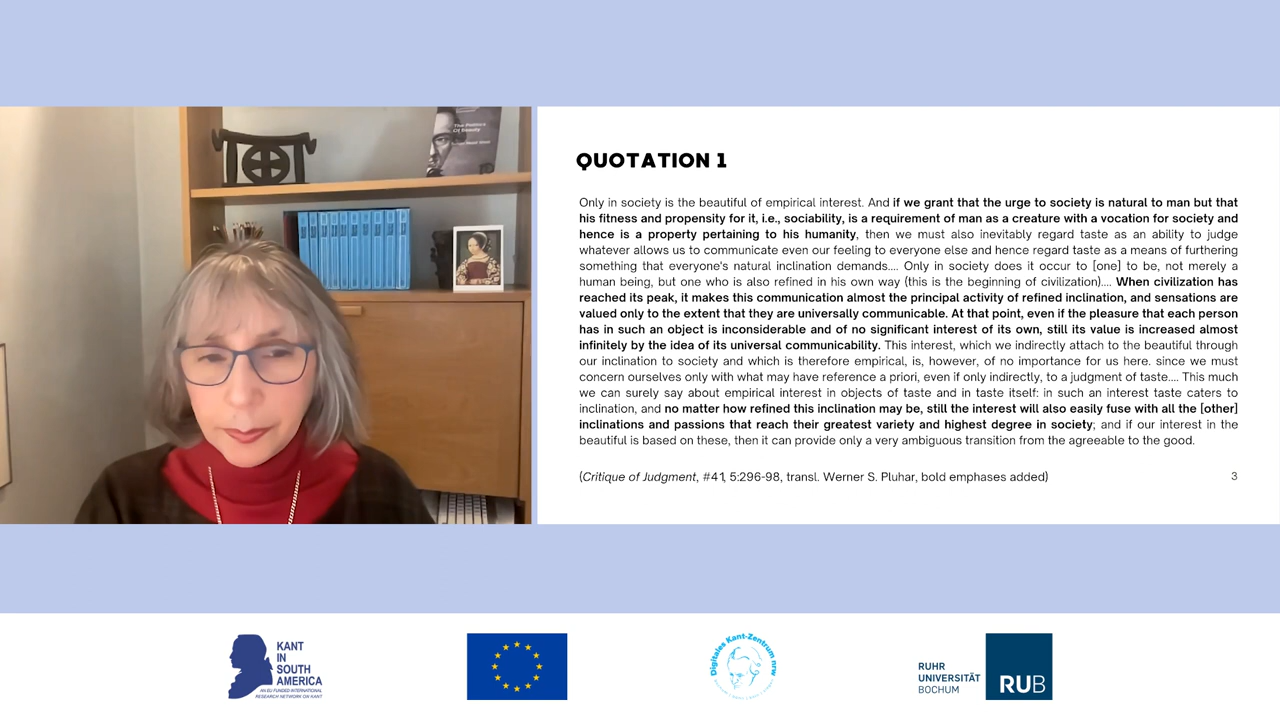 The Politics
Of Beauty
QUOTATION 1
Only in society is the beautiful of empirical interest. And if we grant that the urge to society is natural to man but that
his fitness and propensity for it, i.e., sociability, is a requirement of man as a creature with a vocation for society and
hence is a property pertaining to his humanity, then we must also inevitably regard taste as an ability to judge
whatever allows us to communicate even our feeling to everyone else and hence regard taste as a means of furthering
something that everyone's natural inclination demands.... Only in society does it occur to [one] to be, not merely a
human being, but one who is also refined in his own way (this is the beginning of civilization).... When civilization has
reached its peak, it makes this communication almost the principal activity of refined inclination, and sensations are
valued only to the extent that they are universally communicable. At that point, even if the pleasure that each person
has in such an object is inconsiderable and of no significant interest of its own, still its value is increased almost
infinitely by the idea of its universal communicability. This interest, which we indirectly attach to the beautiful through
our inclination to society and which is therefore empirical, is, however, of no importance for us here. since we must
concern ourselves only with what may have reference a priori, even if only indirectly, to a judgment of taste.... This much
we can surely say about empirical interest in objects of taste and in taste itself: in such an interest taste caters to
inclination, and no matter how refined this inclination may be, still the interest will also easily fuse with all the [other]
inclinations and passions that reach their greatest variety and highest degree in society; and if our interest in the
beautiful is based on these, then it can provide only a very ambiguous transition from the agreeable to the good.
(Critique of Judgment, #41, 5:296-98, transl. Werner S. Pluhar, bold emphases added)
3
KANT
IN
SOUTH
AMERICA
AN EU FUNDED INTERNATIONAL
RESEARCH NETWORK ON KANT
Digitales Kant-Zentrum nrw
RUHR
UNIVERSITÄT
BOCHUM
RUB